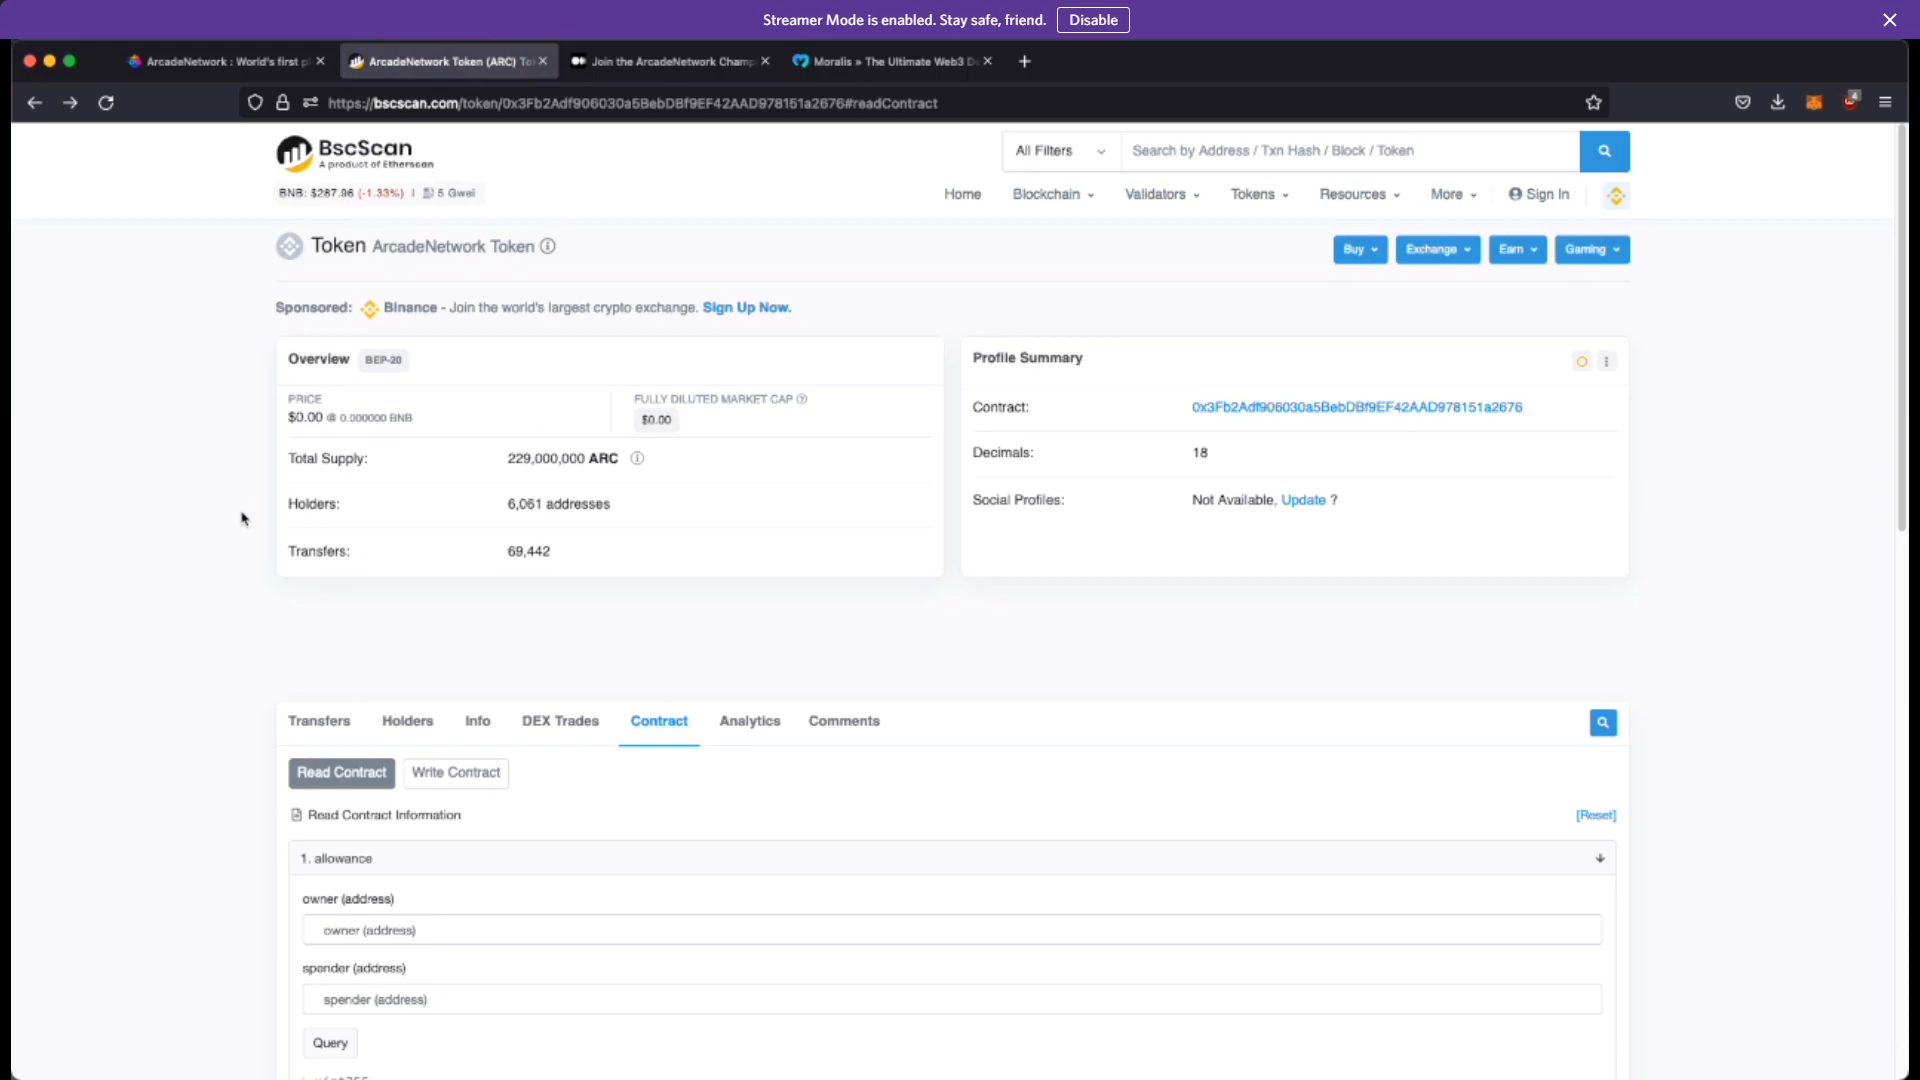 Streamer Mode is enabled. Stay safe, friend. Disable
ArcadeNetwork : World's first pl
ArcadeNetwork Token (ARC) To
Join the ArcadeNetwork Champ
Moralis » The Ultimate Web3 D
https://bscscan.com/token/0x3Fb2Adf906030a5BebDBf9EF42AAD978151a2676#readContract
4
BscScan
A product of Etherscan
All Filters
Search by Address / Txn Hash / Block / Token
BNB: $287.96 (-1.33%) | 5 Gwei
Home Blockchain Validators Tokens Resources More Sign In
Token ArcadeNetwork Token
Buy Exchange Earn Gaming
Sponsored: Binance - Join the world's largest crypto exchange. Sign Up Now.
Overview BEP-20
PRICE
$0.00 @ 0.000000 BNB
FULLY DILUTED MARKET CAP
$0.00
Total Supply: 229,000,000 ARC
Holders: 6,061 addresses
Transfers: 69,442
Profile Summary
Contract: 0x3Fb2Adf906030a5BebDBf9EF42AAD978151a2676
Decimals: 18
Social Profiles: Not Available, Update ?
Transfers Holders Info DEX Trades Contract Analytics Comments
Read Contract Write Contract
Read Contract Information [Reset]
1. allowance
owner (address)
owner (address)
spender (address)
spender (address)
Query